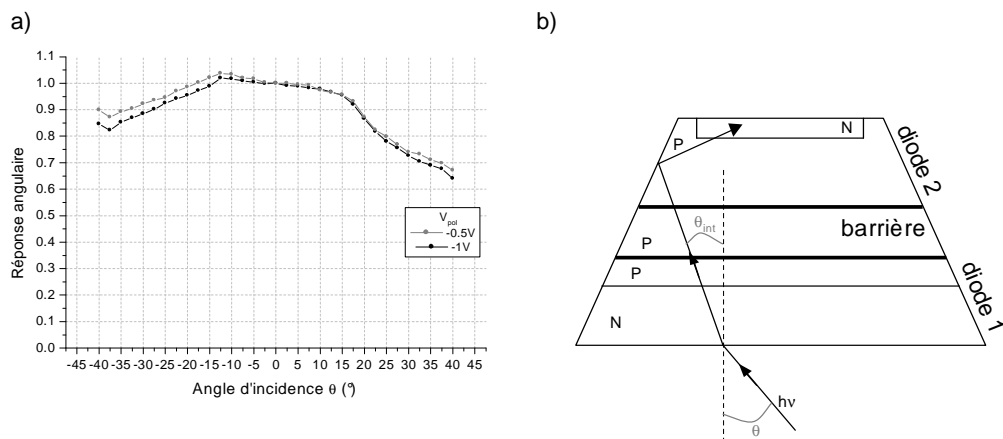 a)
Réponse angulaire
1.1
1.0
0.9
0.8
0.7
0.6
0.5
0.4
0.3
0.2
0.1
0.0
-45 -40 -35 -30 -25 -20 -15 -10 -5 0 5 10 15 20 25 30 35 40 45
Angle d'incidence θ (°)
V_pol
-0.5V
-1V
b)
N
P
diode 2
θ_int
barrière
P
P
diode 1
N
hν
θ